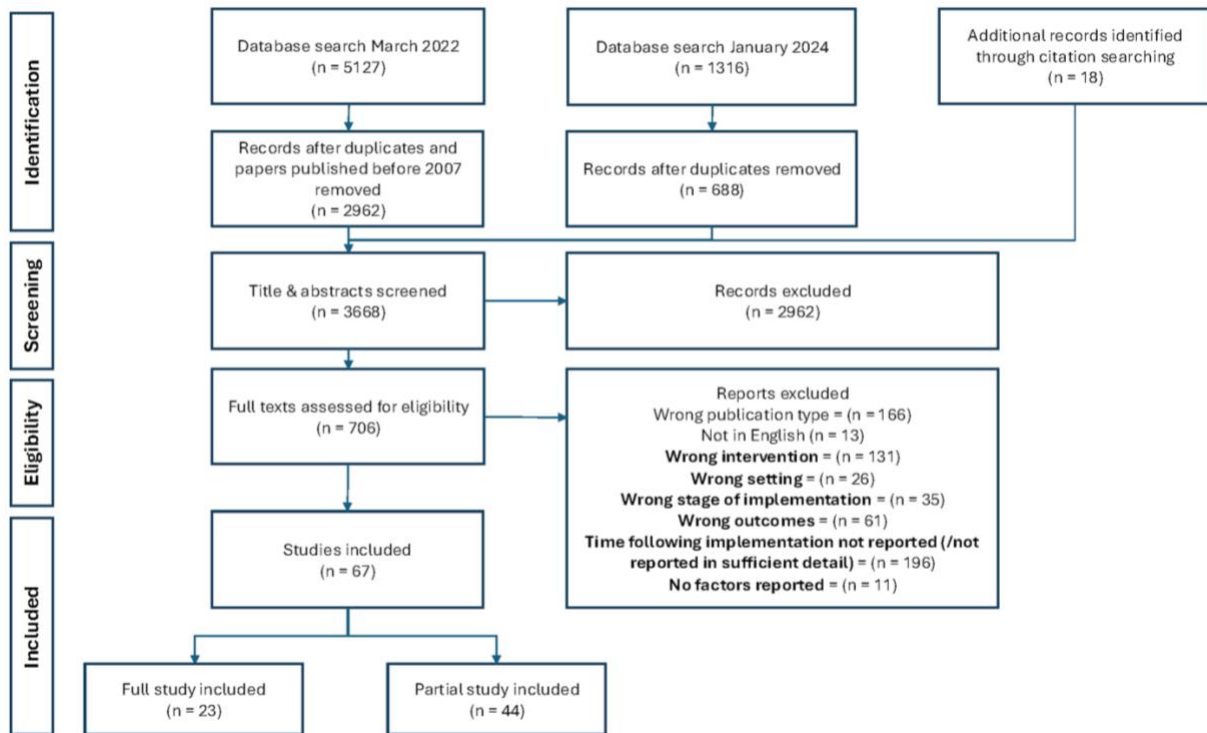 Identification
Database search March 2022
(n = 5127)
Database search January 2024
(n = 1316)
Additional records identified
through citation searching
(n = 18)
Records after duplicates and
papers published before 2007
removed
(n = 2962)
Records after duplicates removed
(n = 688)
Screening
Title & abstracts screened
(n = 3668)
Records excluded
(n = 2962)
Eligibility
Full texts assessed for eligibility
(n = 706)
Reports excluded
Wrong publication type = (n = 166)
Not in English (n = 13)
Wrong intervention = (n = 131)
Wrong setting = (n = 26)
Wrong stage of implementation = (n = 35)
Wrong outcomes = (n = 61)
Time following implementation not reported (/not
reported in sufficient detail) = (n = 196)
No factors reported = (n = 11)
Included
Studies included
(n = 67)
Full study included
(n = 23)
Partial study included
(n = 44)